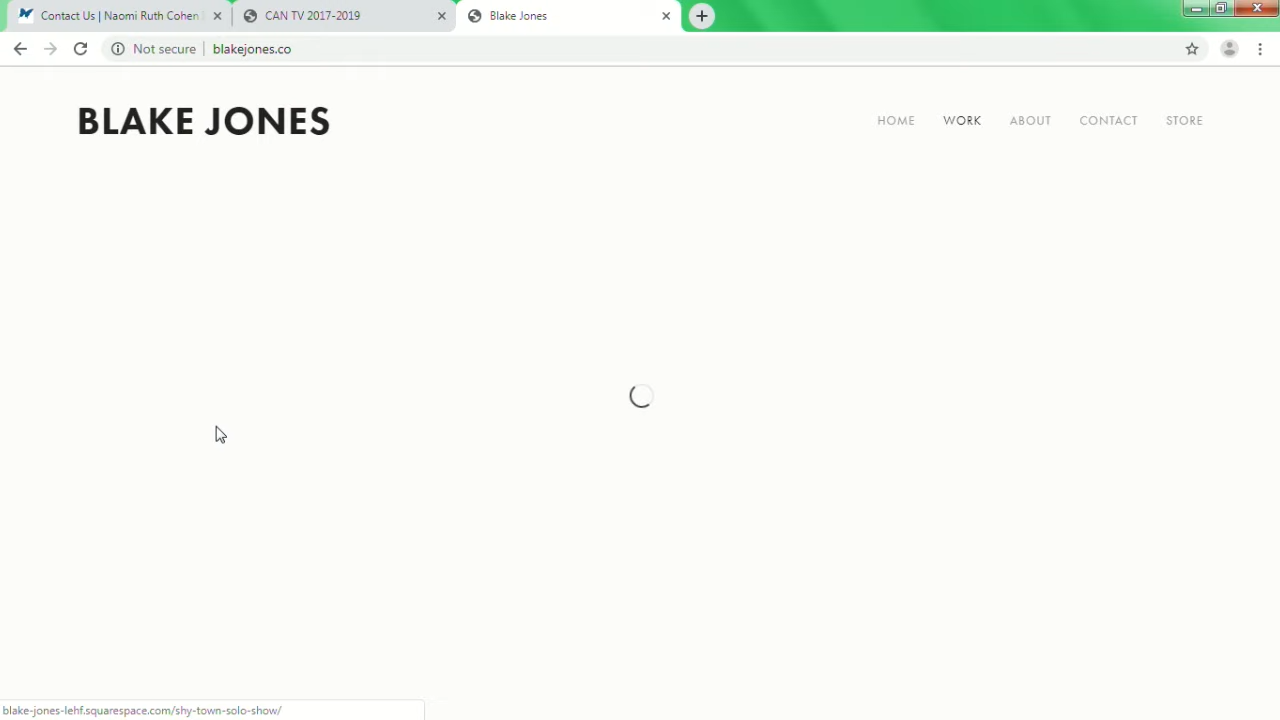 Contact Us | Naomi Ruth Cohen
CAN TV 2017-2019
Blake Jones
Not secure
blakejones.co
BLAKE JONES
HOME
WORK
ABOUT
CONTACT
STORE
blake-jones-lehf.squarespace.com/shy-town-solo-show/